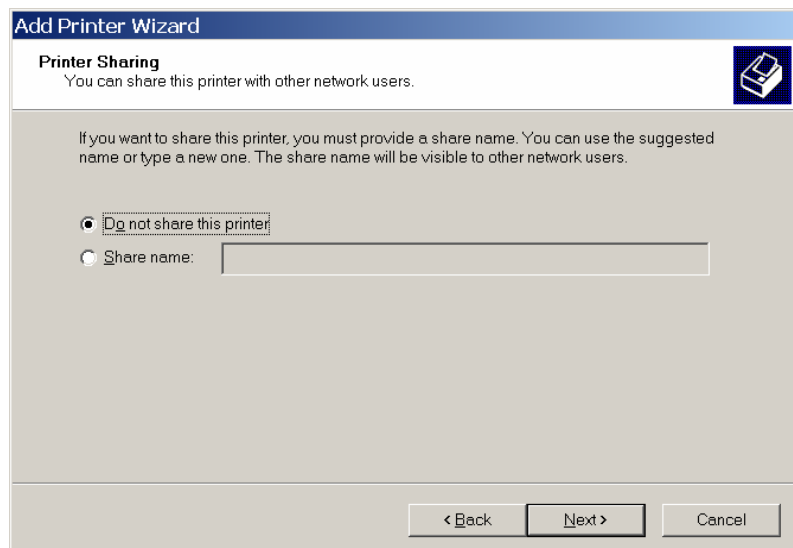 Add Printer Wizard
Printer Sharing
You can share this printer with other network users.
If you want to share this printer, you must provide a share name. You can use the suggested
name or type a new one. The share name will be visible to other network users.
Do not share this printer
Share name:
< Back Next > Cancel